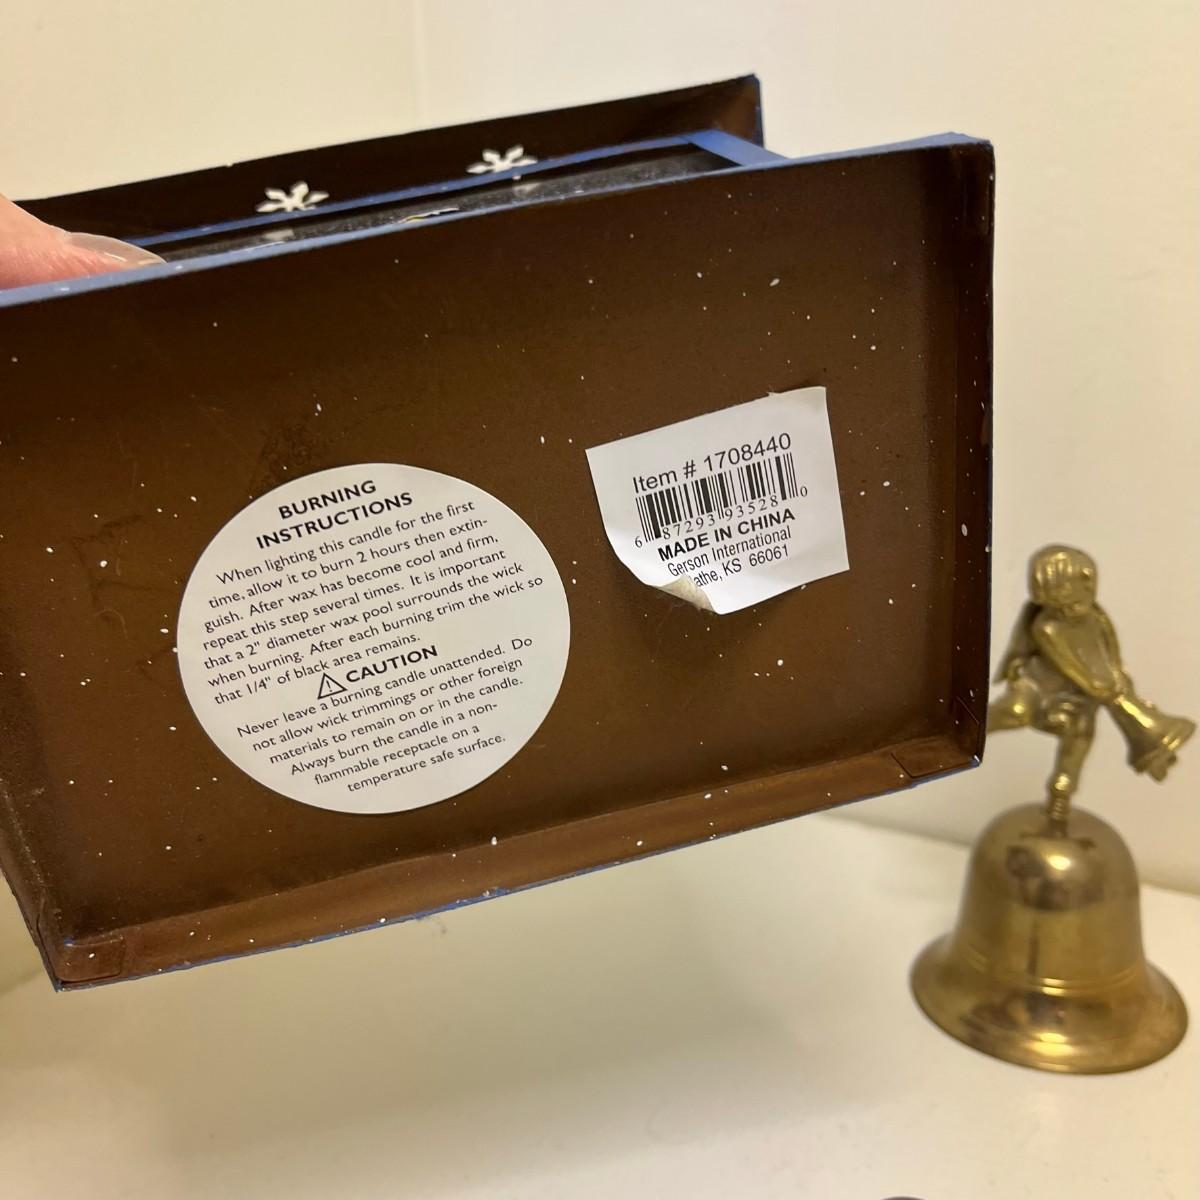 BURNING
INSTRUCTIONS
When lighting this candle for the first
time, allow it to burn 2 hours then extin-
guish. After wax has become cool and firm,
repeat this step several times. It is important
that a 2" diameter wax pool surrounds the wick
when burning. After each burning trim the wick so
that 1/4" of black area remains.
CAUTION
Never leave a burning candle unattended. Do
not allow wick trimmings or other foreign
materials to remain on or in the candle.
Always burn the candle in a non-
flammable receptacle on a
temperature safe surface.
Item # 1708440
6 87293 93528 0
MADE IN CHINA
Gerson International
athe, KS 66061